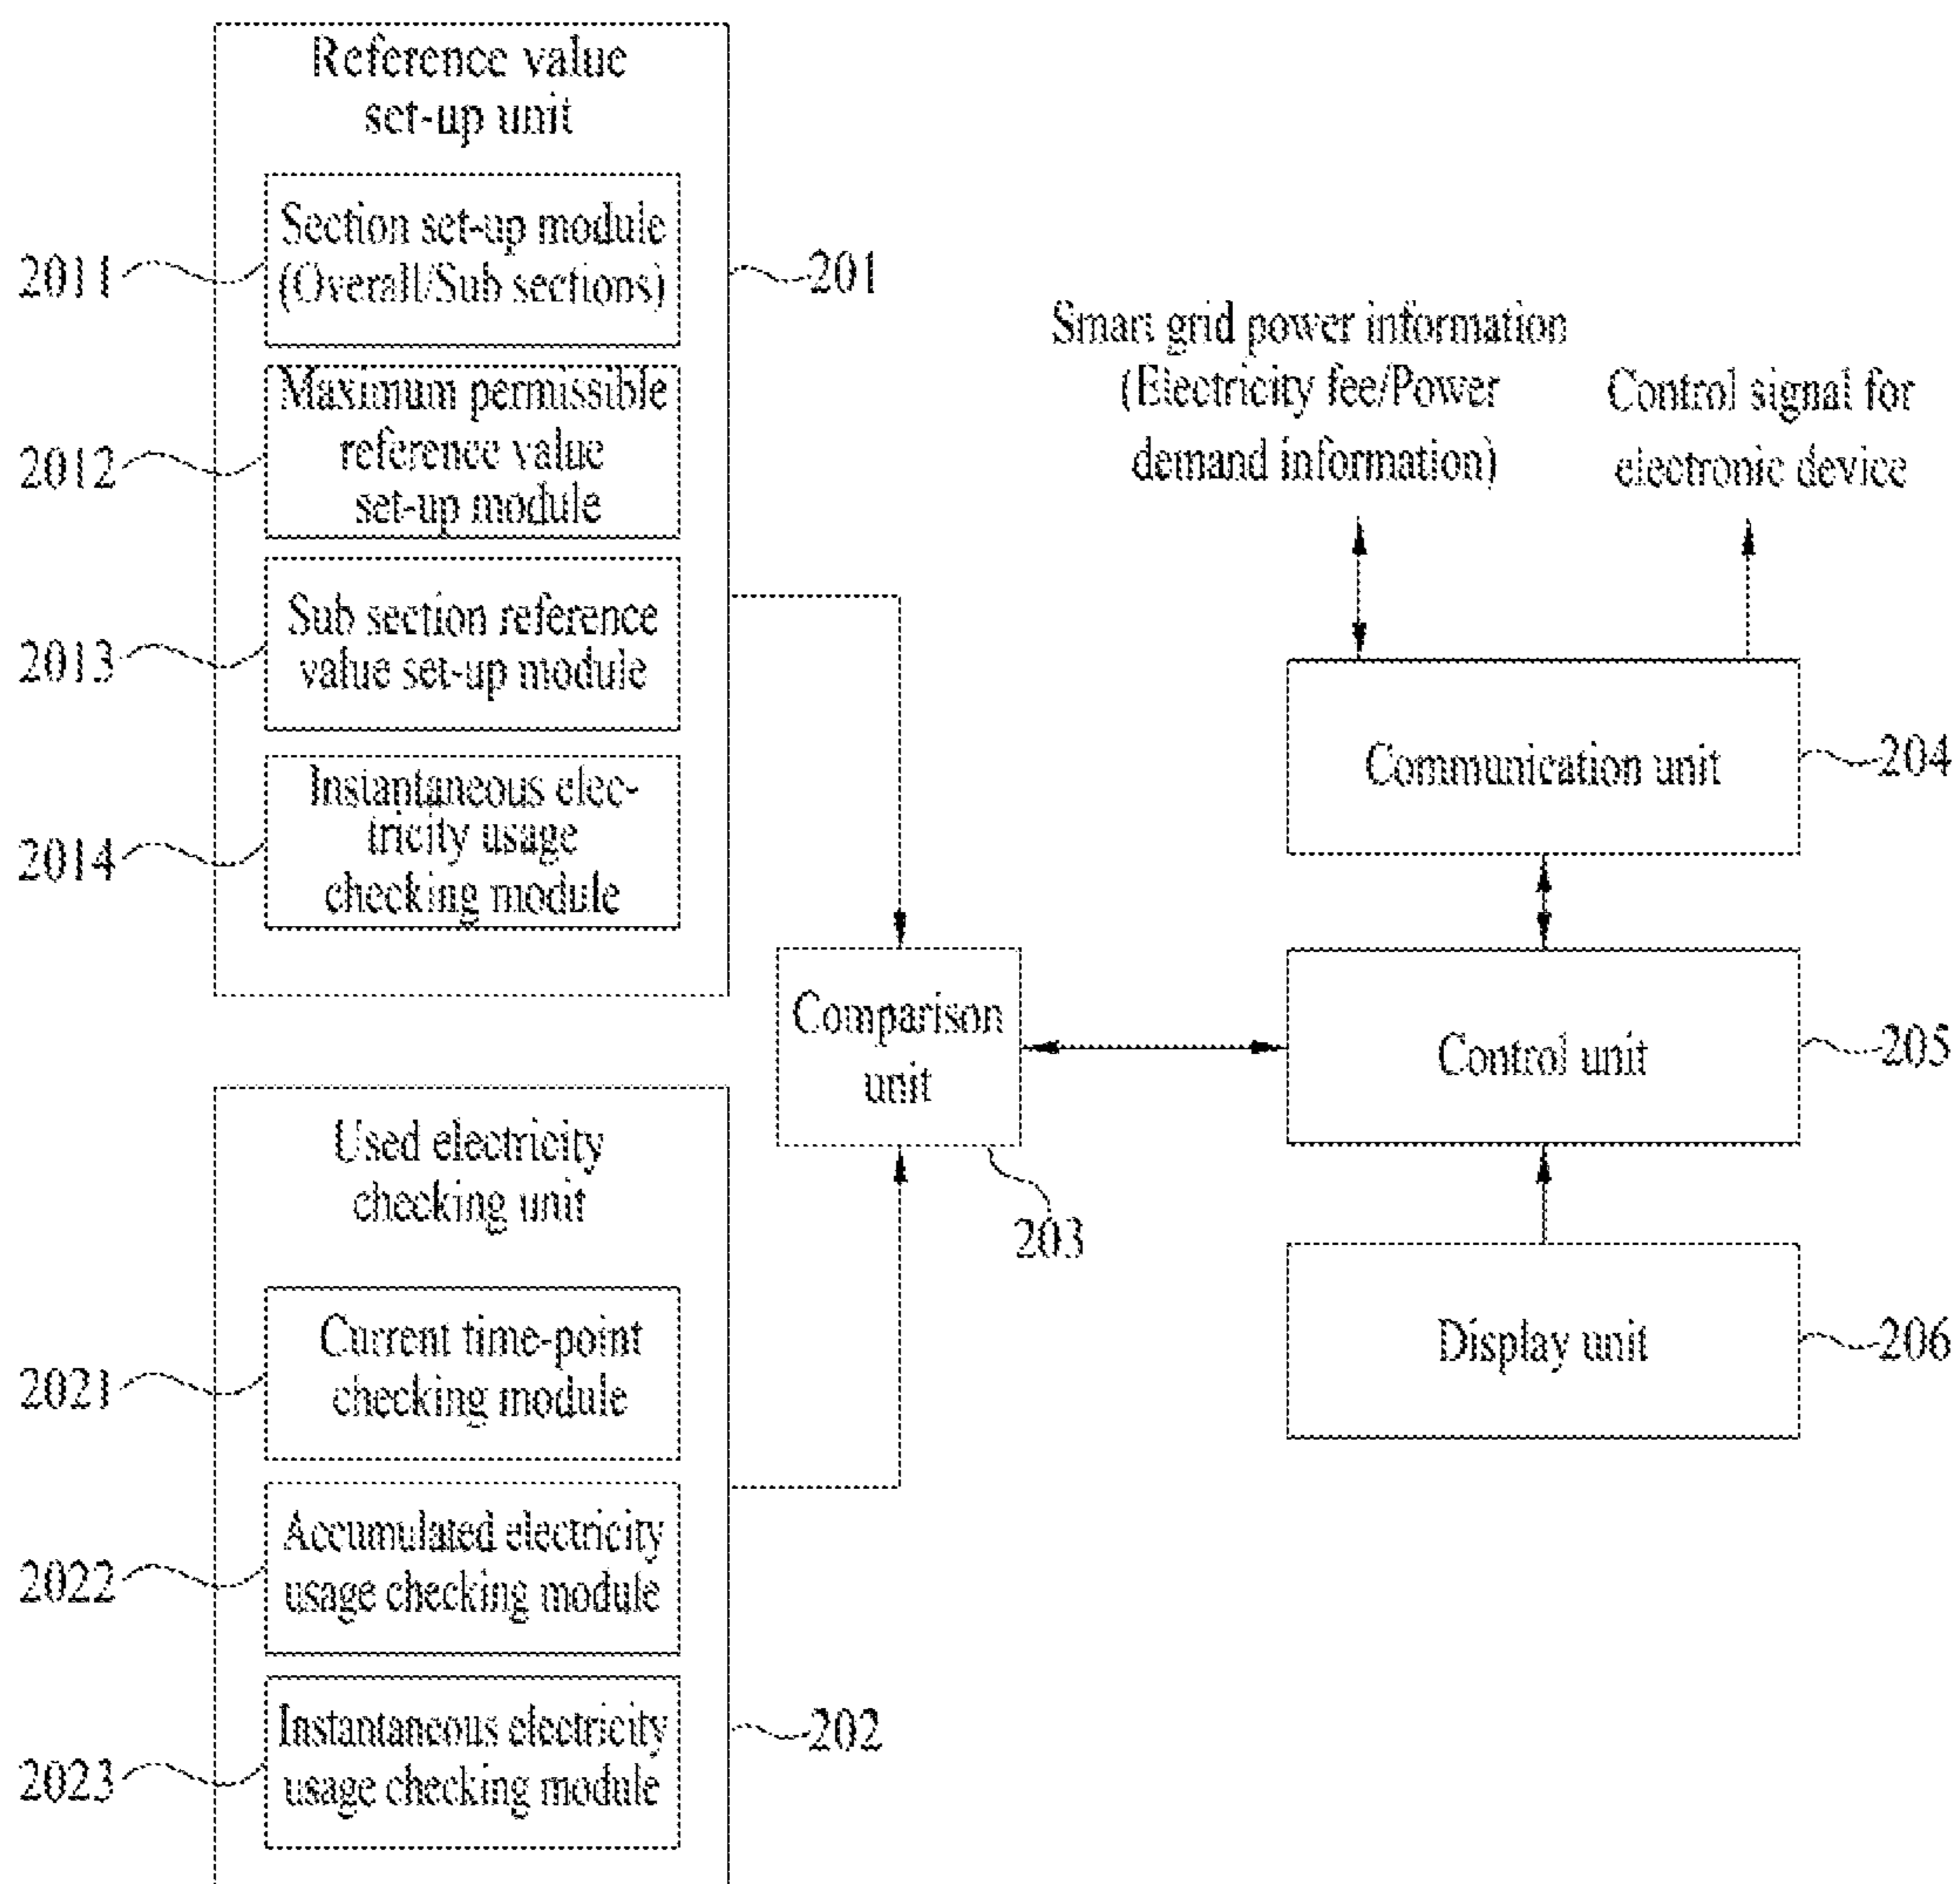 Reference value
set-up unit
Section set-up module
(Overall/Sub sections)
2011
201
Maximum permissible
reference value
set-up module
2012
Sub section reference
value set-up module
2013
Instantaneous elec-
tricity usage
checking module
2014
Smart grid power information
(Electricity fee/Power
demand information)
Control signal for
electronic device
Communication unit
204
Comparison
unit
203
Control unit
205
Display unit
206
Used electricity
checking unit
Current time-point
checking module
2021
Accumulated electricity
usage checking module
2022
Instantaneous electricity
usage checking module
2023
202